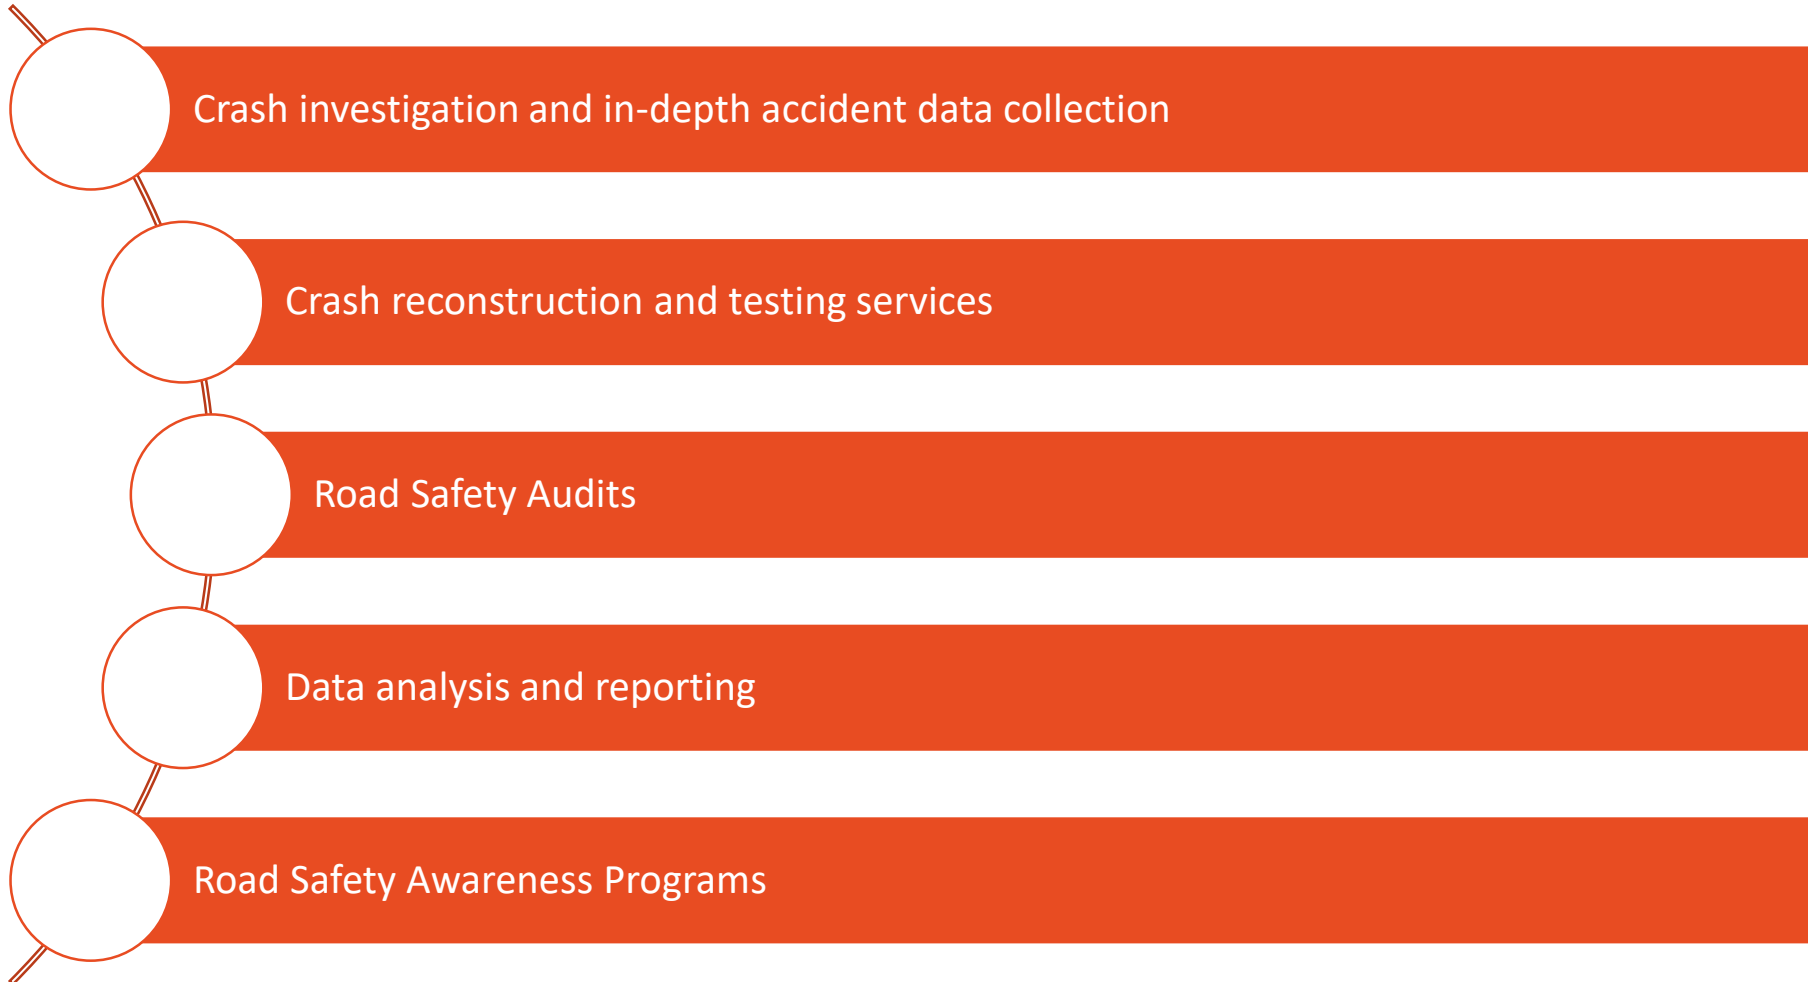 Crash investigation and in-depth accident data collection
Crash reconstruction and testing services
Road Safety Audits
Data analysis and reporting
Road Safety Awareness Programs